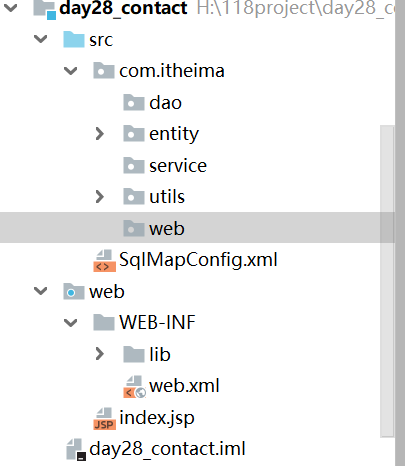 day28_contact H:\118project\day28_c
src
com.itheima
dao
entity
service
utils
web
SqlMapConfig.xml
web
WEB-INF
lib
web.xml
JSP index.jsp
day28_contact.iml